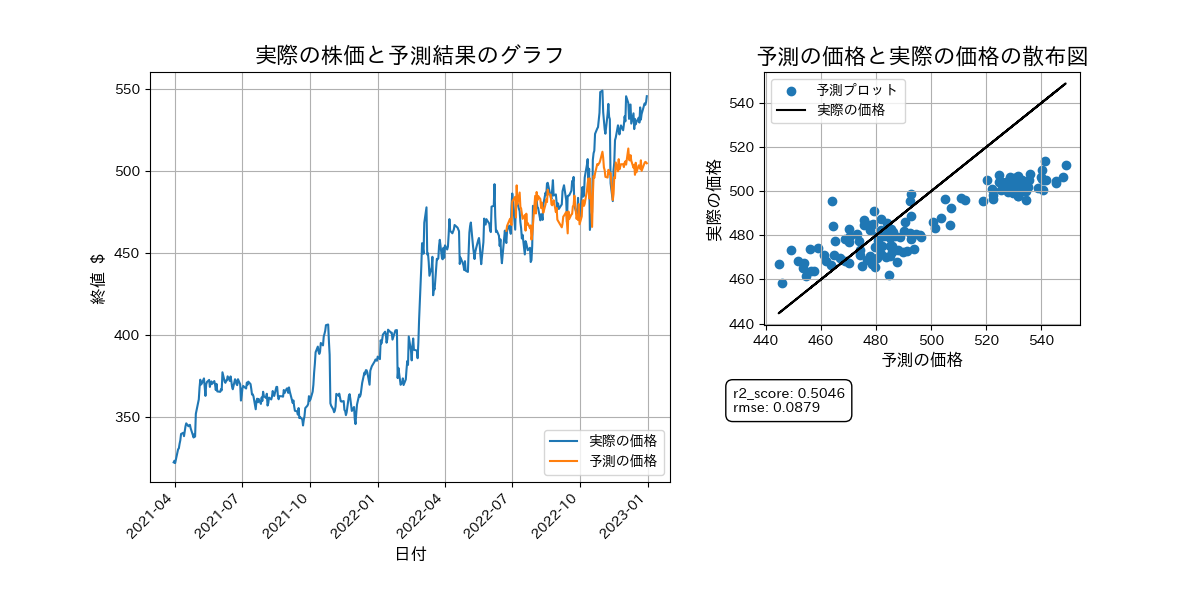 実際の株価と予測結果のグラフ
550
500
450
400
350
終値 $
2021-04
2021-07
2021-10
2022-01
2022-04
2022-07
2022-10
2023-01
日付
実際の価格
予測の価格
予測の価格と実際の価格の散布図
予測プロット
実際の価格
540
520
500
480
460
440
実際の価格
440
460
480
500
520
540
予測の価格
r2_score: 0.5046
rmse: 0.0879